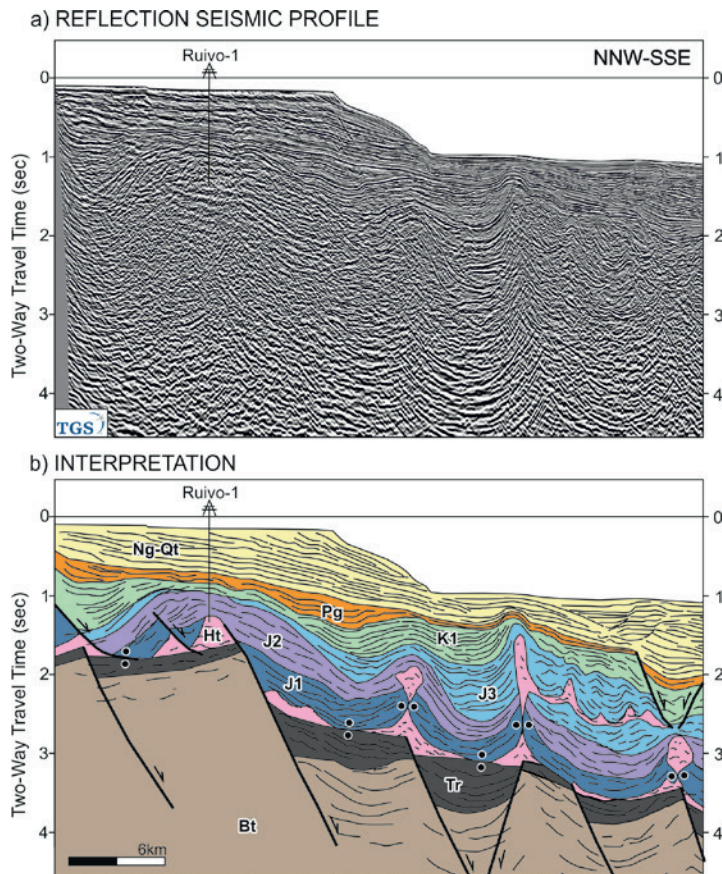 a) REFLECTION SEISMIC PROFILE
Ruivo-1
NNW-SSE
0
1
2
3
4
0
1
2
3
4
Two-Way Travel Time (sec)
TGS
b) INTERPRETATION
Ruivo-1
0
1
2
3
4
0
1
2
3
4
Two-Way Travel Time (sec)
Ng-Qt
Pg
K1
Ht
J2
J1
J3
Tr
Bt
6km